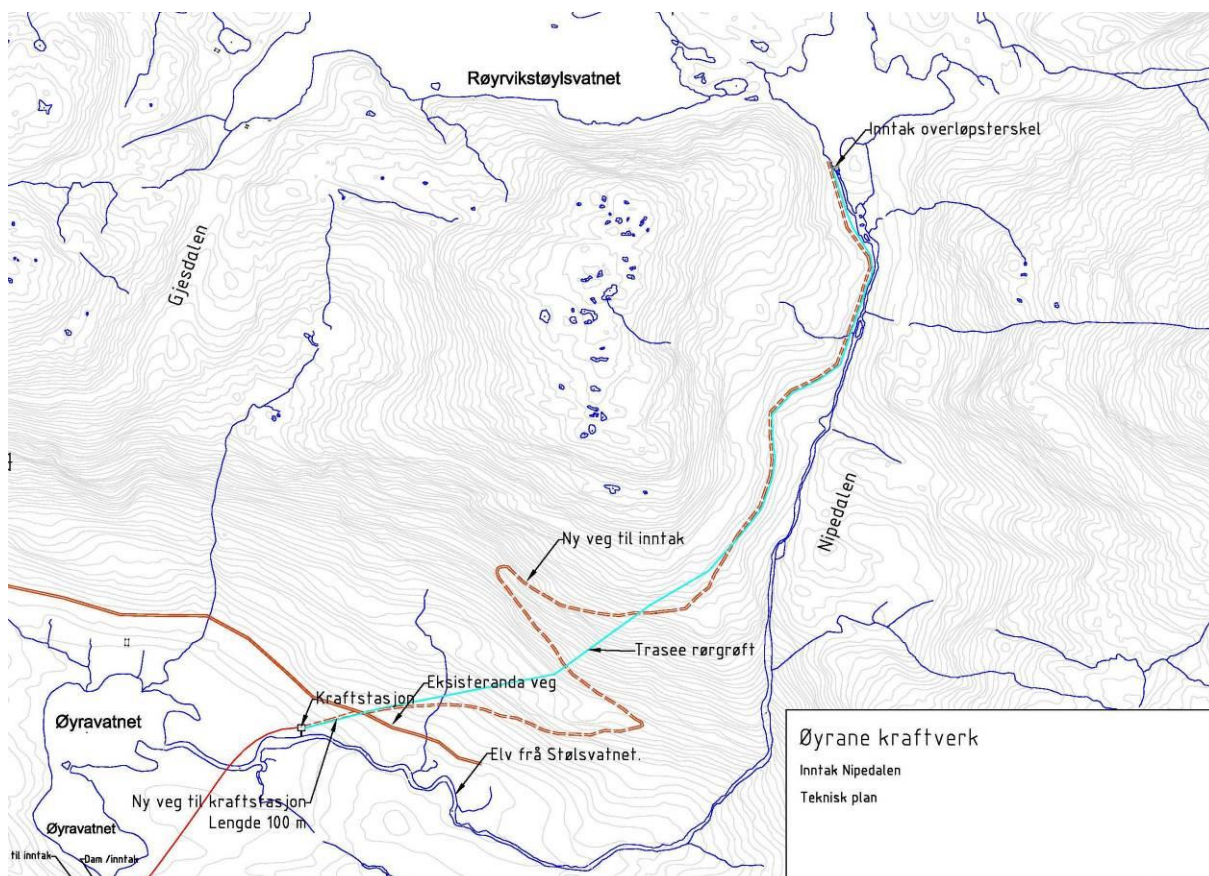 Røyrvikstøylsvatnet
Inntak overløpsterskel
Gjesdalen
Nipedalen
Ny veg til inntak
Trasee rørgrøft
Eksisteranda veg
Kraftstasjon
Øyravatnet
Elv frå Stølsvatnet.
Ny veg til kraftstasjon
Lengde 100 m
Øyravatnet
til inntak
Dam /inntak
Øyrane kraftverk
Inntak Nipedalen
Teknisk plan